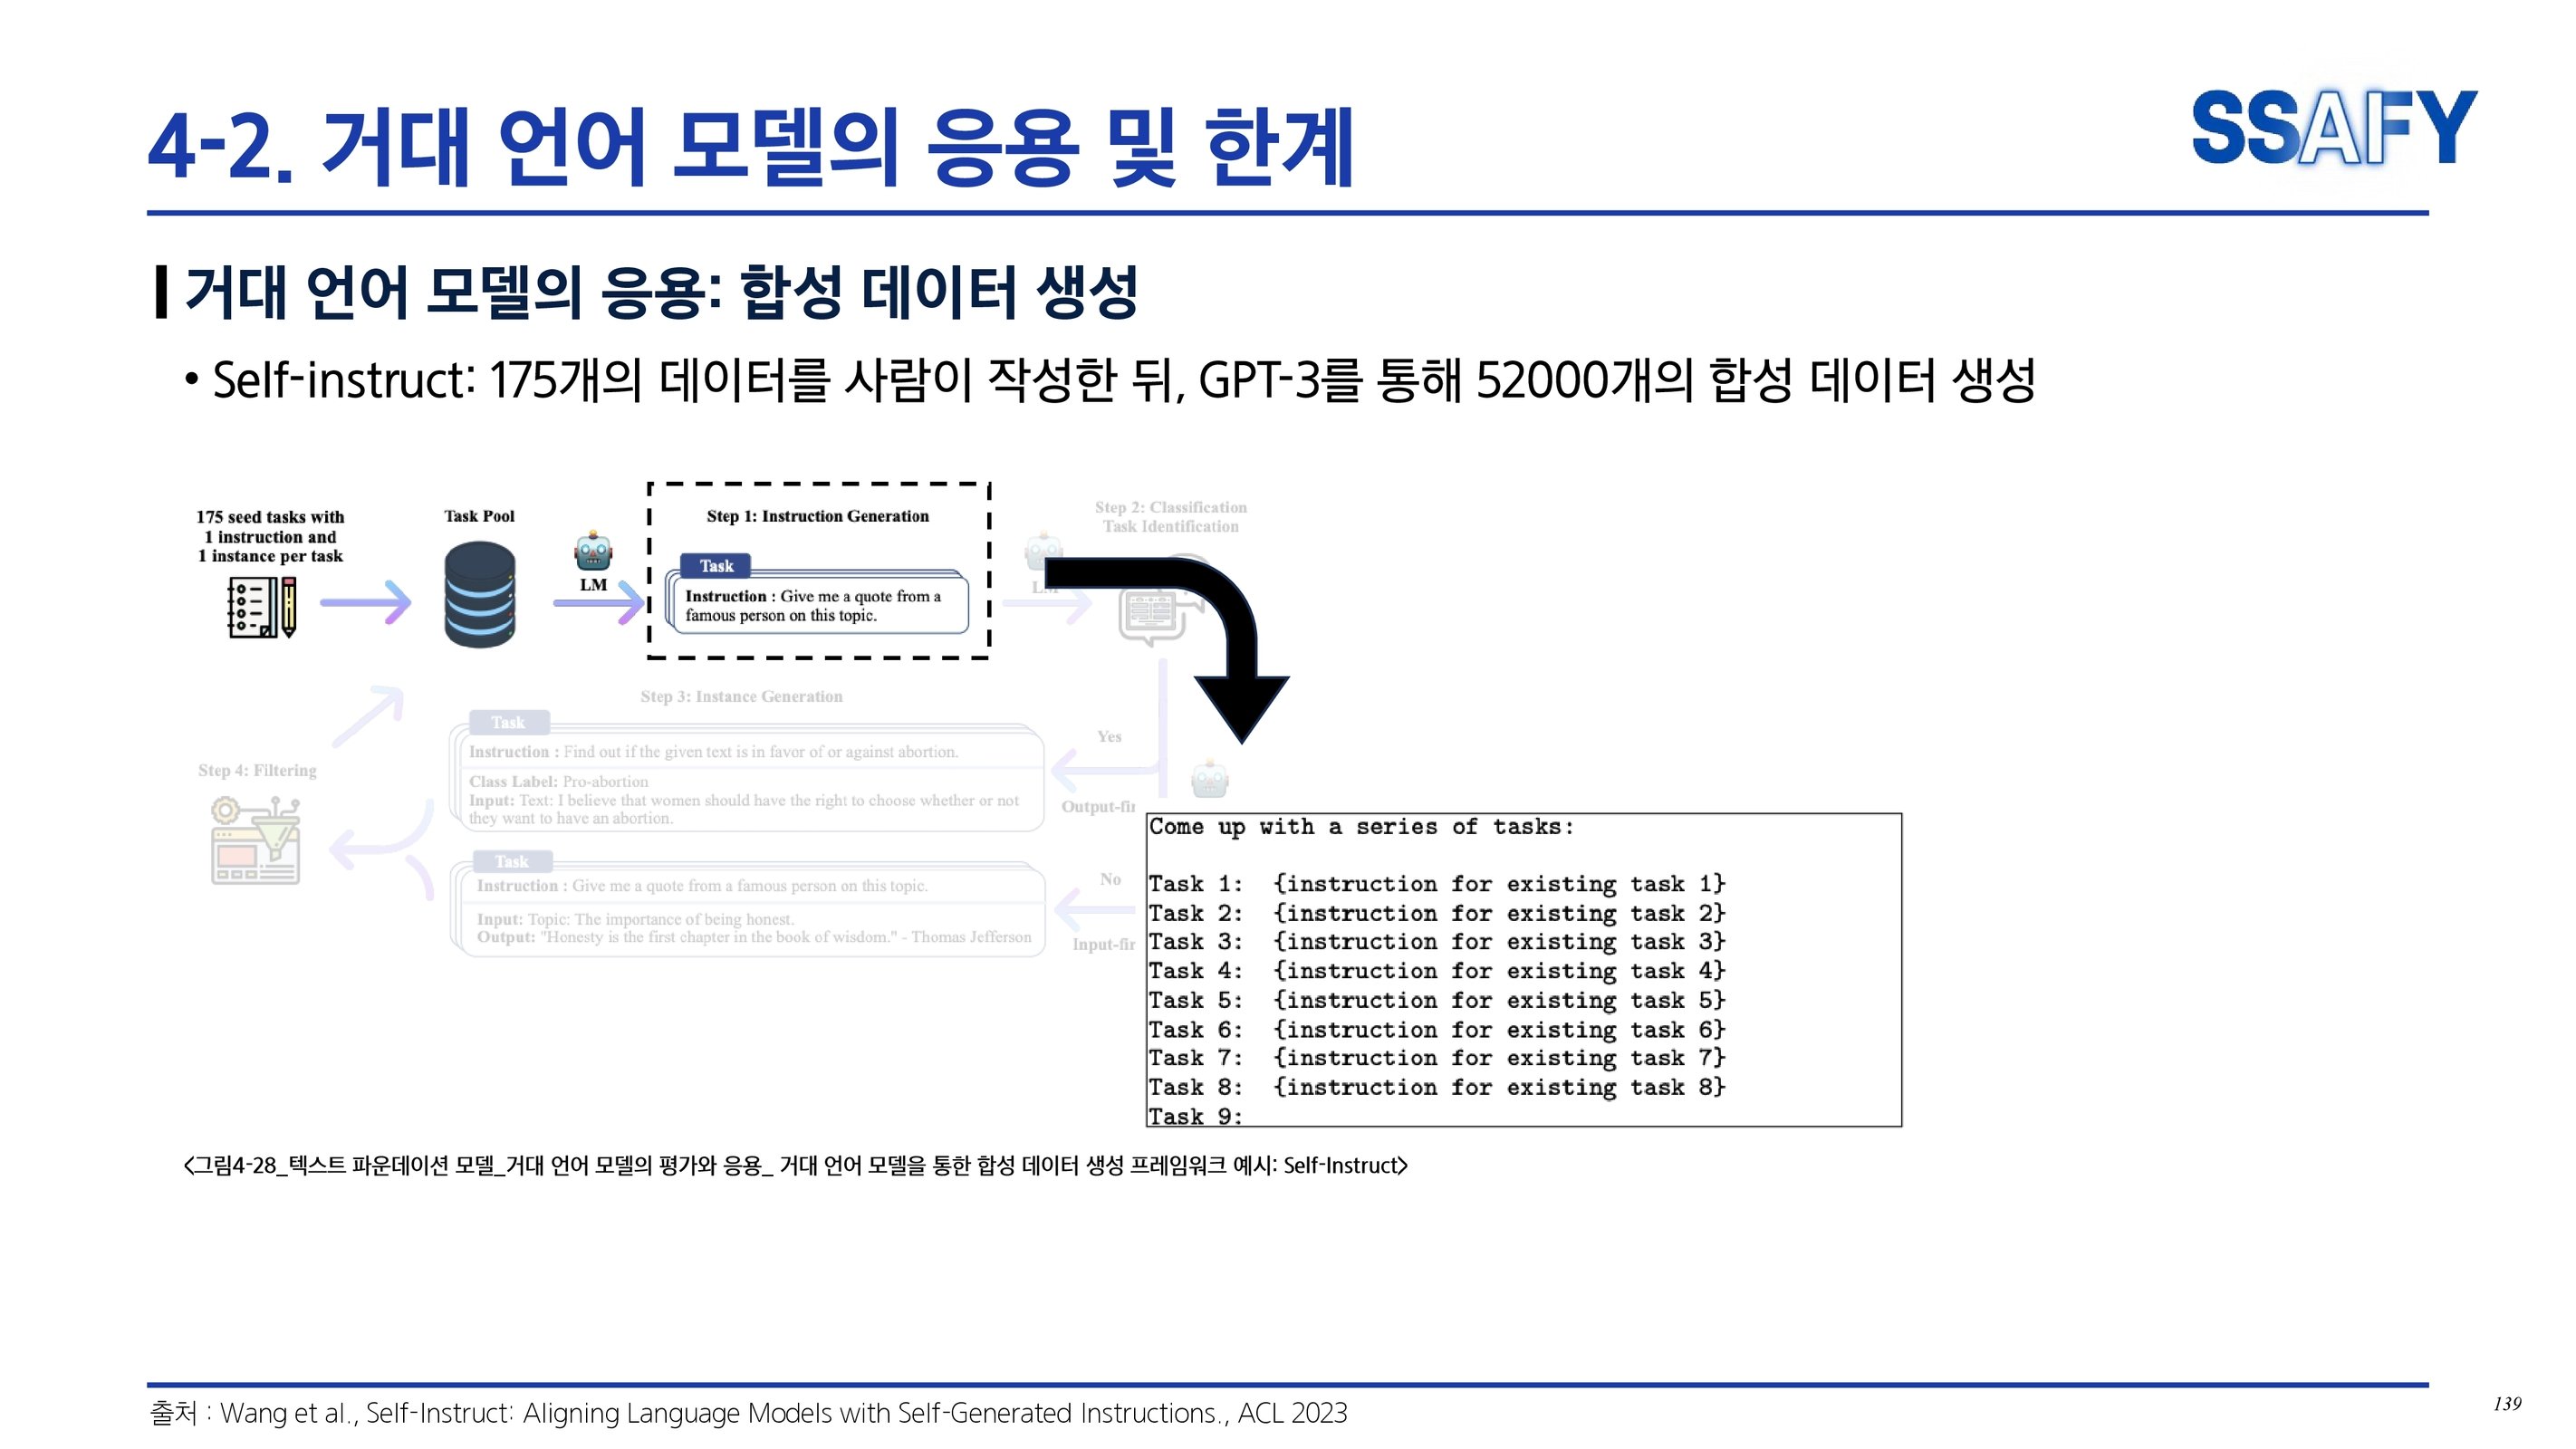 4-2. 거대 언어 모델의 응용 및 한계
SSAFY
거대 언어 모델의 응용: 합성 데이터 생성
• Self-instruct: 175개의 데이터를 사람이 작성한 뒤, GPT-3를 통해 52000개의 합성 데이터 생성
175 seed tasks with
1 instruction and
1 instance per task
Task Pool
LM
Step 1: Instruction Generation
Task
Instruction : Give me a quote from a
famous person on this topic.
Step 2: Classification
Task Identification
Step 3: Instance Generation
Task
Instruction : Find out if the given text is in favor of or against abortion.
Class Label: Pro-abortion
Input: Text: I believe that women should have the right to choose whether or not
they want to have an abortion.
Yes
Output-fir
Step 4: Filtering
Task
Instruction : Give me a quote from a famous person on this topic.
Input: Topic: The importance of being honest.
Output: "Honesty is the first chapter in the book of wisdom." - Thomas Jefferson
No
Input-fir
Come up with a series of tasks:
Task 1: {instruction for existing task 1}
Task 2: {instruction for existing task 2}
Task 3: {instruction for existing task 3}
Task 4: {instruction for existing task 4}
Task 5: {instruction for existing task 5}
Task 6: {instruction for existing task 6}
Task 7: {instruction for existing task 7}
Task 8: {instruction for existing task 8}
Task 9:
<그림4-28_텍스트 파운데이션 모델_거대 언어 모델의 평가와 응용_ 거대 언어 모델을 통한 합성 데이터 생성 프레임워크 예시: Self-Instruct>
출처 : Wang et al., Self-Instruct: Aligning Language Models with Self-Generated Instructions., ACL 2023
139